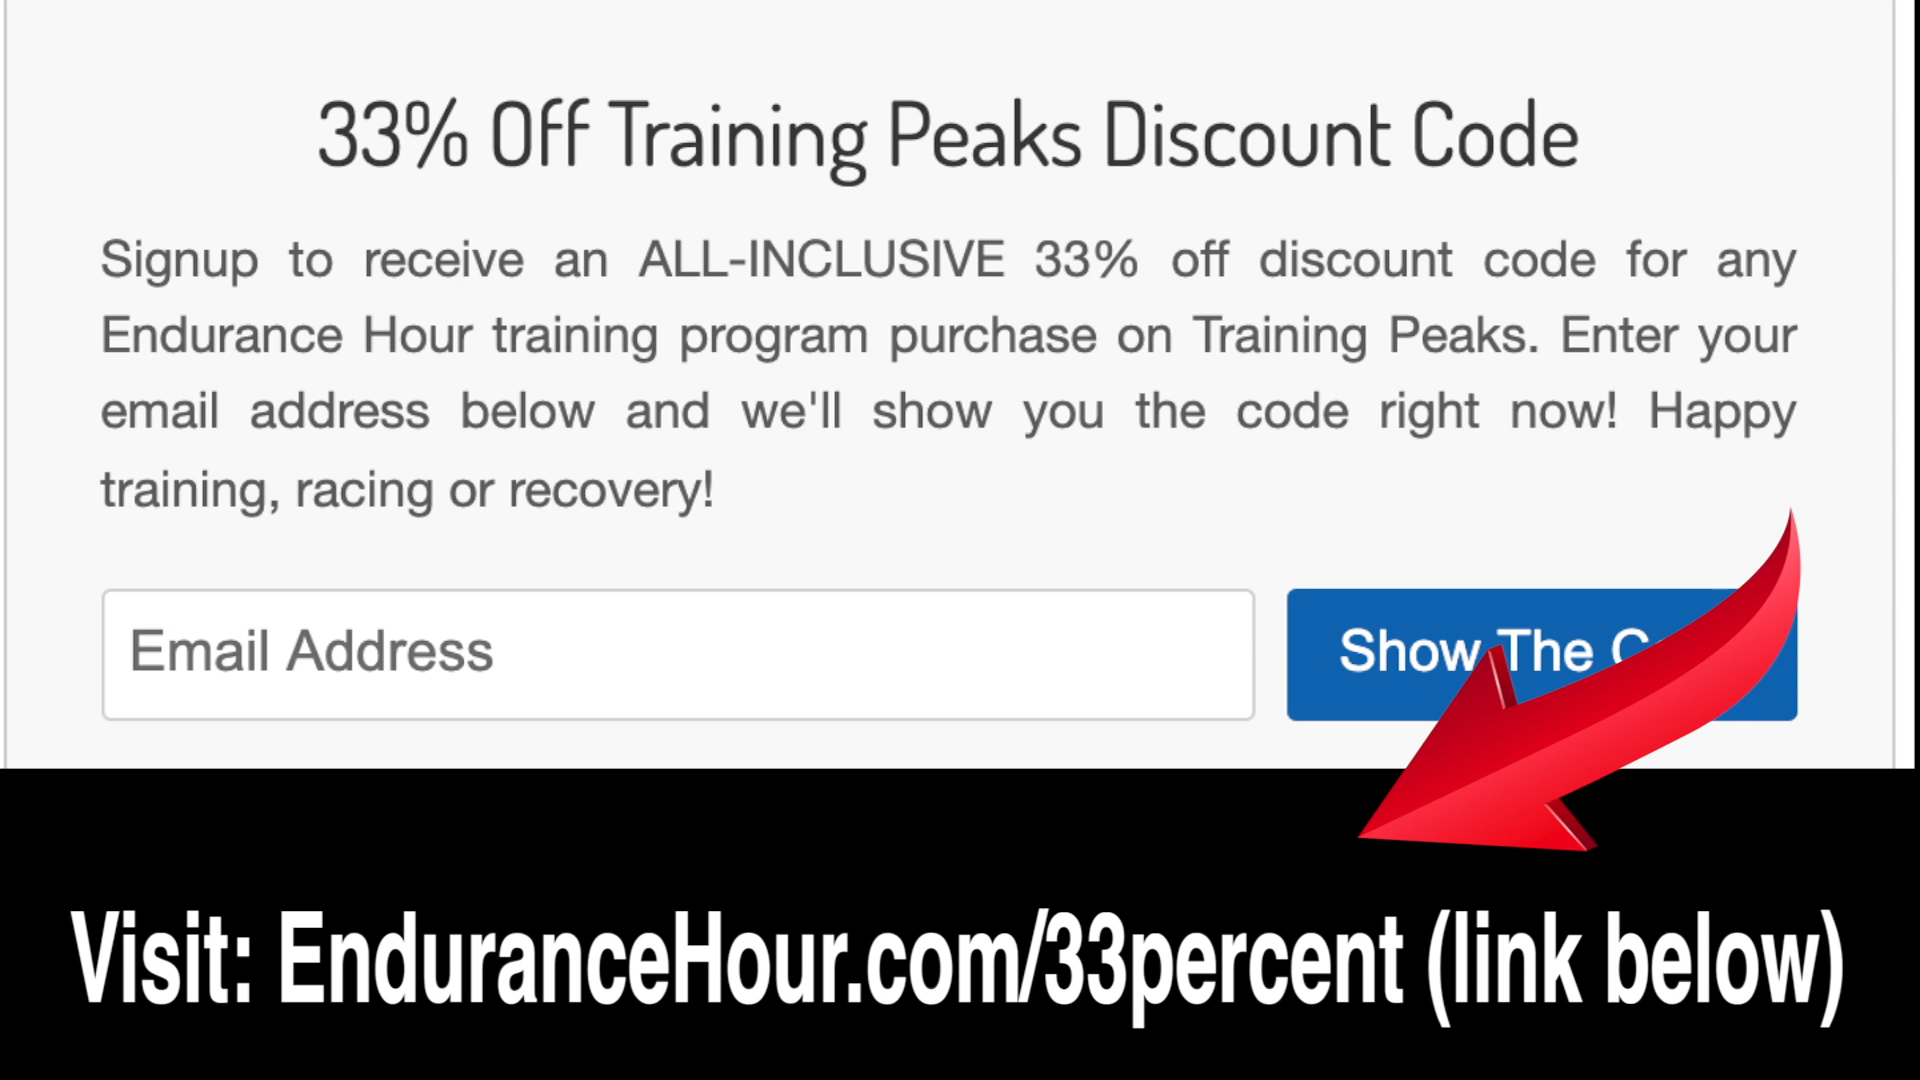 33% Off Training Peaks Discount Code
Signup to receive an ALL-INCLUSIVE 33% off discount code for any
Endurance Hour training program purchase on Training Peaks. Enter your
email address below and we'll show you the code right now! Happy
training, racing or recovery!
Email Address
Show The
Visit: EnduranceHour.com/33percent (link below)